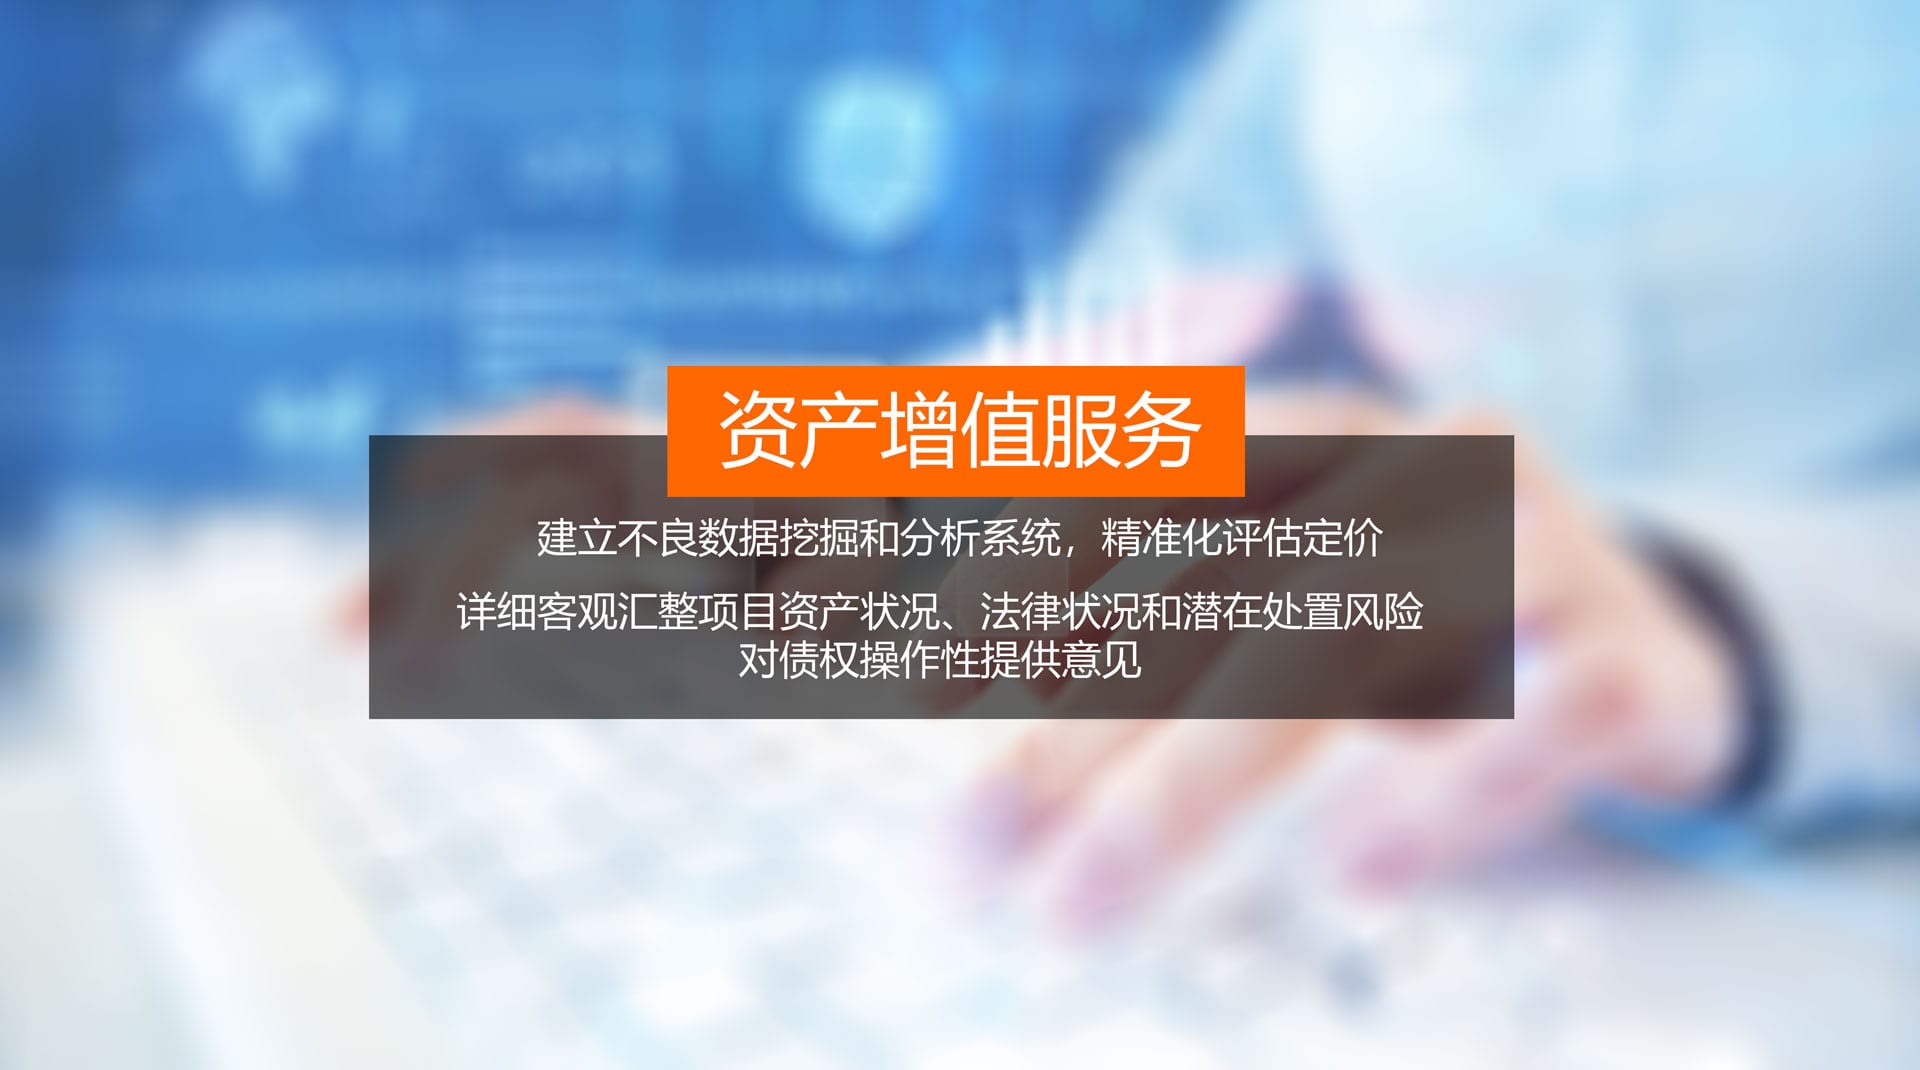 资产增值服务
建立不良数据挖掘和分析系统，精准化评估定价
详细客观汇整项目资产状况、法律状况和潜在处置风险
对债权操作性提供意见